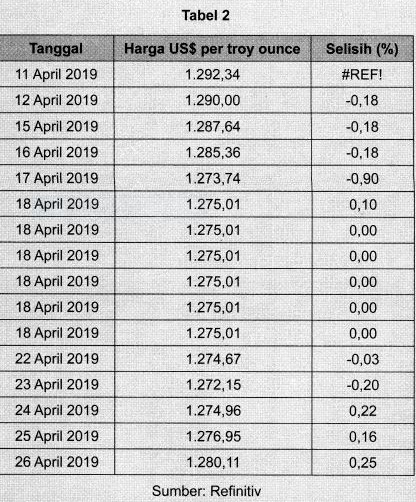 Tabel 2
Tanggal Harga US$ per troy ounce Selisih (%)
11 April 2019 1.292,34 #REF!
12 April 2019 1.290,00 -0,18
15 April 2019 1.287,64 -0,18
16 April 2019 1.285,36 -0,18
17 April 2019 1.273,74 -0,90
18 April 2019 1.275,01 0,10
18 April 2019 1.275,01 0,00
18 April 2019 1.275,01 0,00
18 April 2019 1.275,01 0,00
18 April 2019 1.275,01 0,00
18 April 2019 1.275,01 0,00
22 April 2019 1.274,67 -0,03
23 April 2019 1.272,15 -0,20
24 April 2019 1.274,96 0,22
25 April 2019 1.276,95 0,16
26 April 2019 1.280,11 0,25
Sumber: Refinitiv